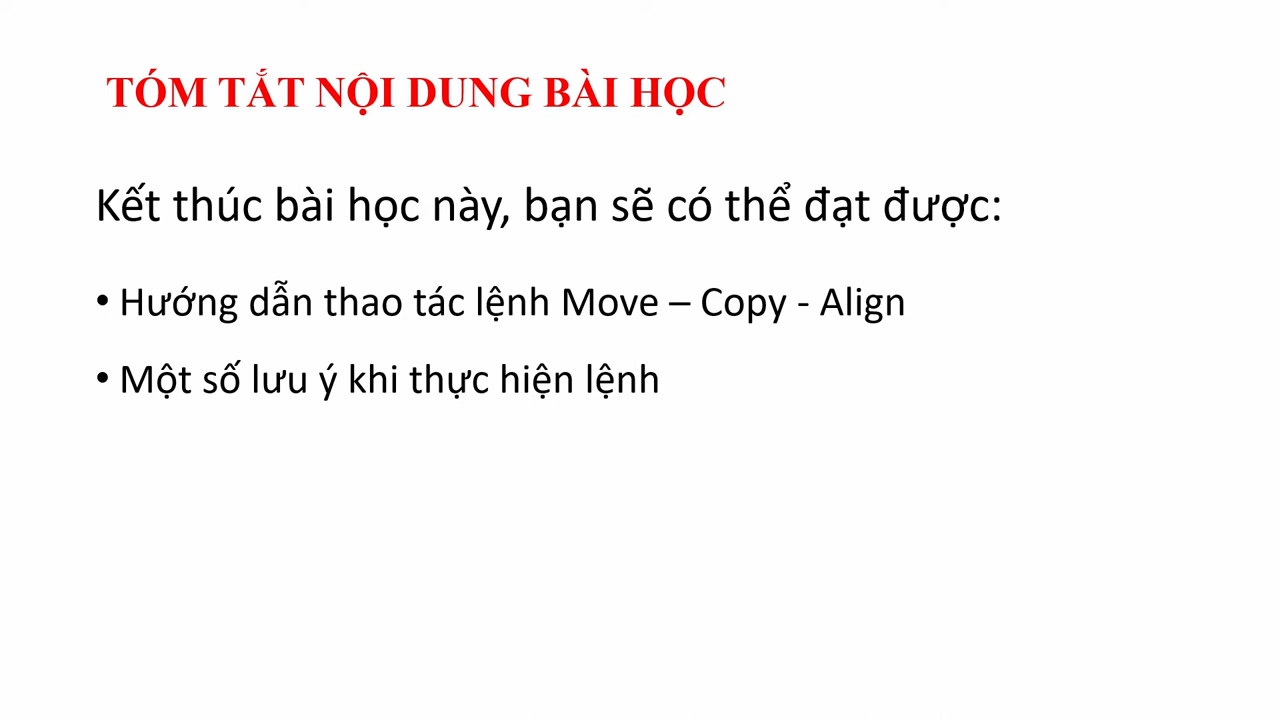 TÓM TẮT NỘI DUNG BÀI HỌC
Kết thúc bài học này, bạn sẽ có thể đạt được:
• Hướng dẫn thao tác lệnh Move – Copy - Align
• Một số lưu ý khi thực hiện lệnh